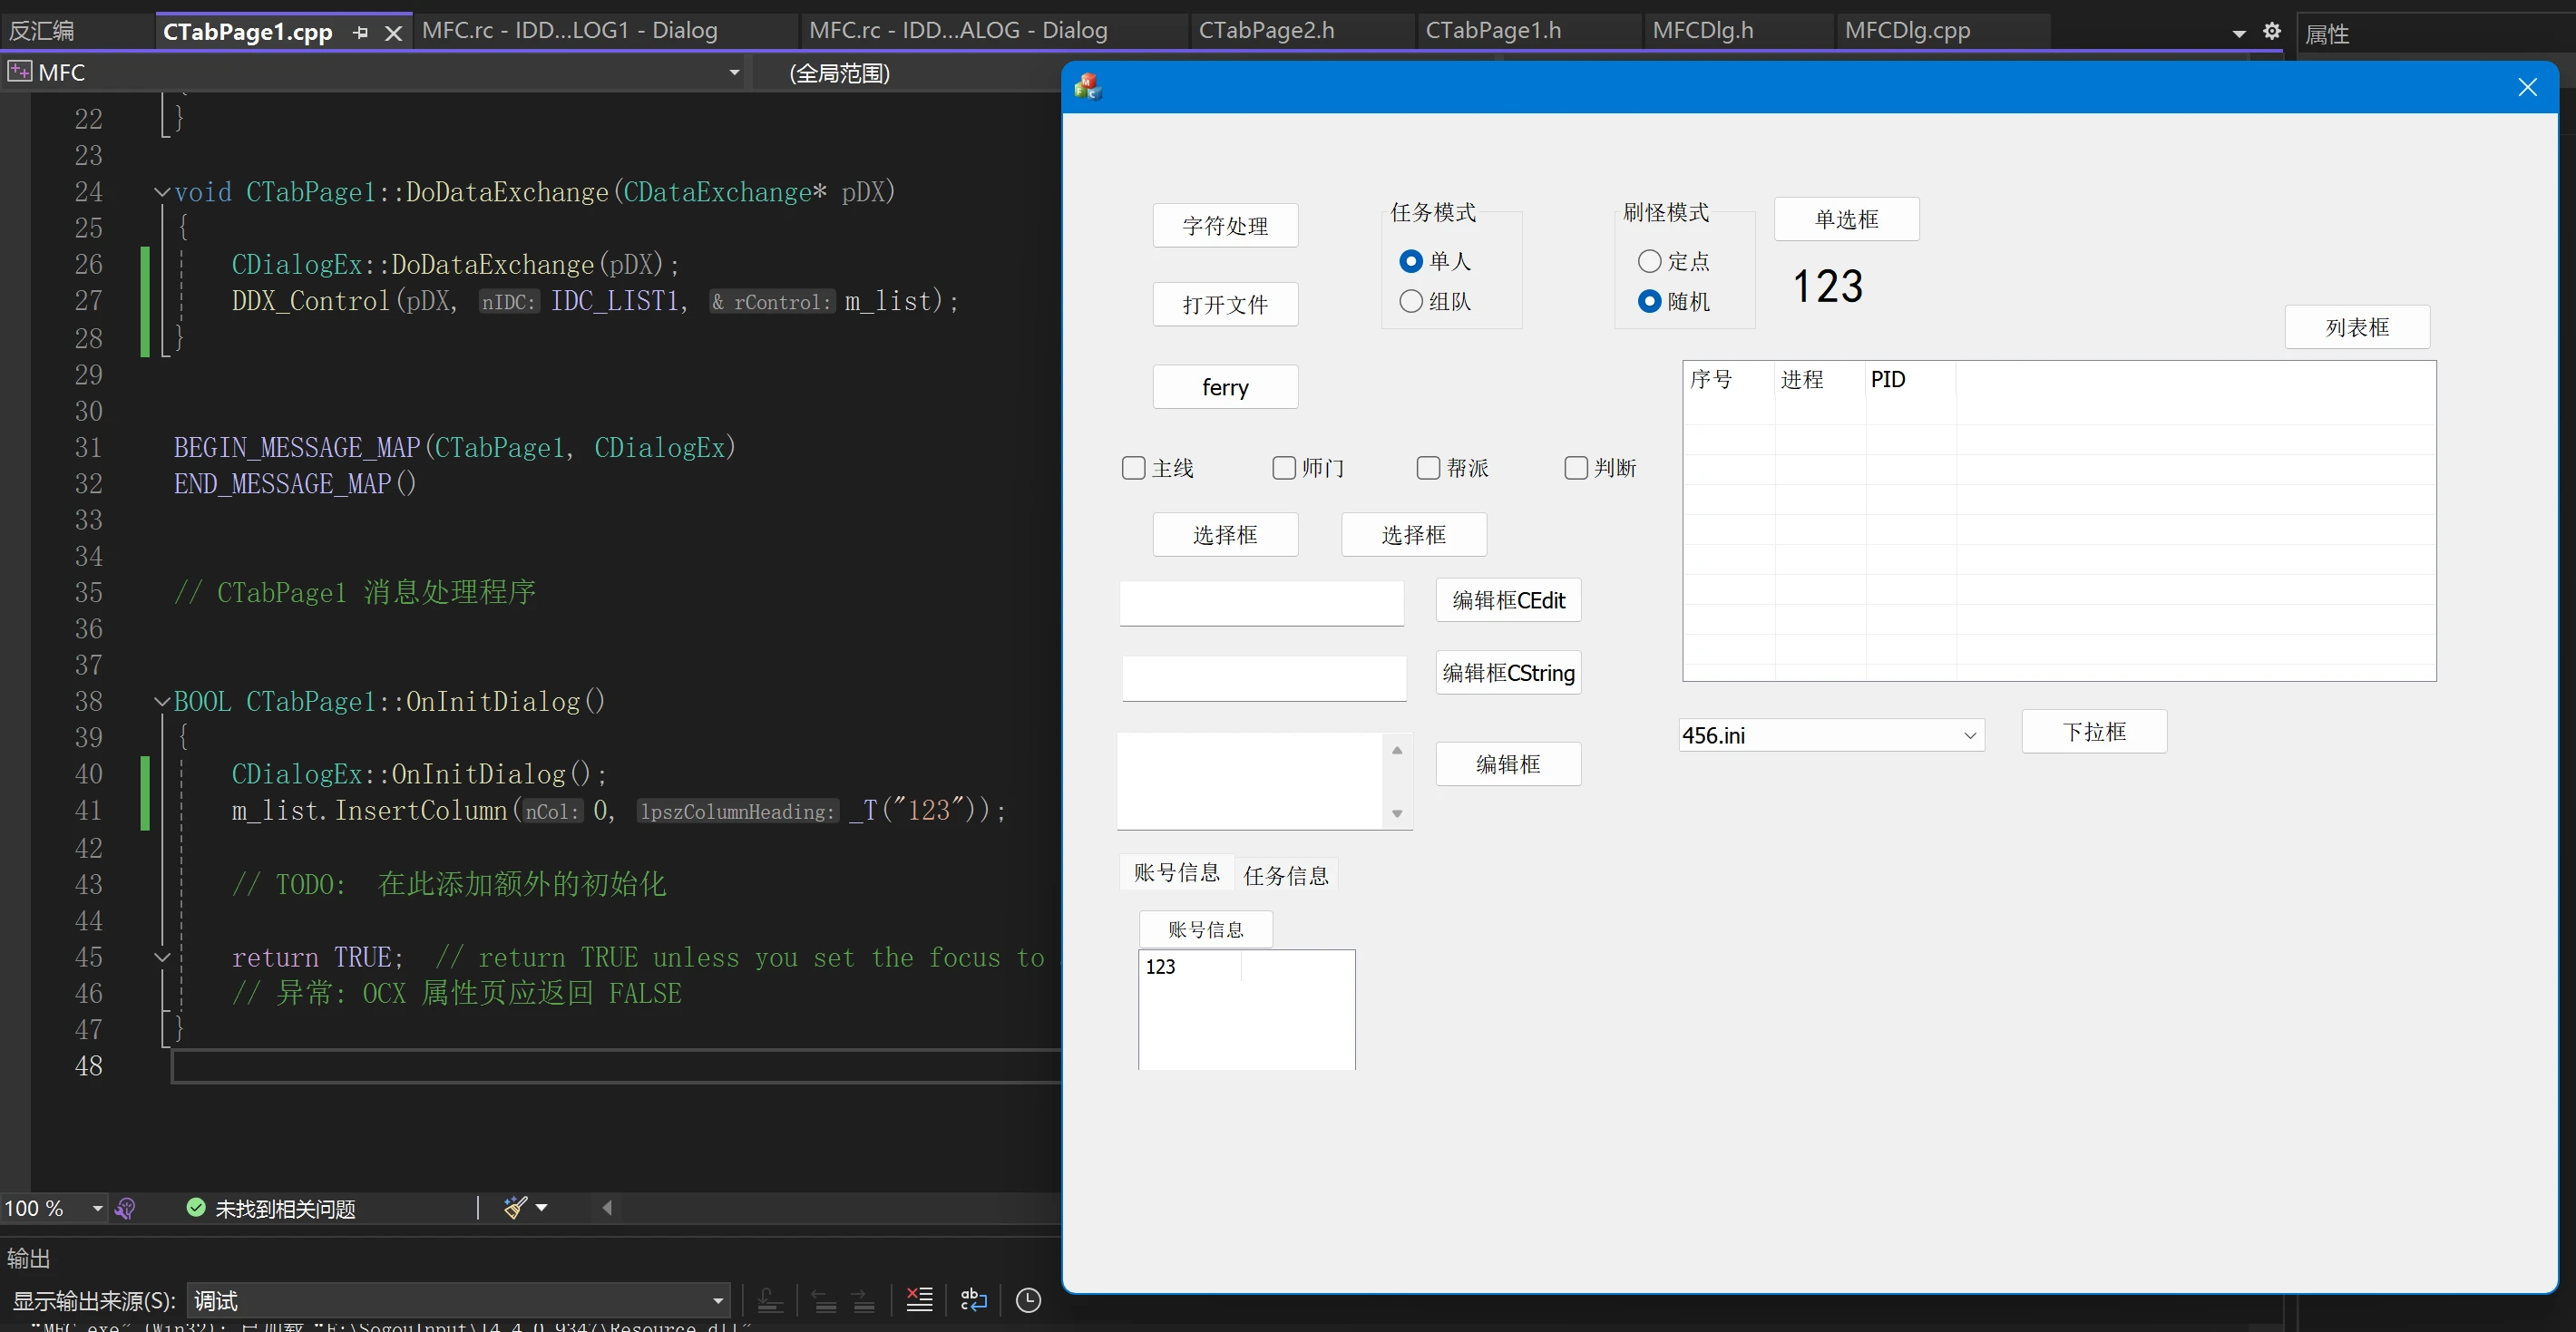 反汇编
CTabPage1.cpp
MFC.rc - IDD...LOG1 - Dialog
MFC.rc - IDD...ALOG - Dialog
CTabPage2.h
CTabPage1.h
MFCDlg.h
MFCDlg.cpp
属性
MFC
(全局范围)
22 }
23
24 void CTabPage1::DoDataExchange(CDataExchange* pDX)
25 {
26 CDialogEx::DoDataExchange(pDX);
27 DDX_Control(pDX, nIDC: IDC_LIST1, & rControl: m_list);
28 }
29
30
31 BEGIN_MESSAGE_MAP(CTabPage1, CDialogEx)
32 END_MESSAGE_MAP()
33
34
35 // CTabPage1 消息处理程序
36
37
38 BOOL CTabPage1::OnInitDialog()
39 {
40 CDialogEx::OnInitDialog();
41 m_list.InsertColumn(nCol: 0, lpszColumnHeading: _T("123"));
42
43 // TODO:  在此添加额外的初始化
44
45 return TRUE;  // return TRUE unless you set the focus to
46 // 异常: OCX 属性页应返回 FALSE
47 }
48
100 %
未找到相关问题
输出
显示输出来源(S): 调试
"MFC.exe" (Win32): 已加载 "E:\SogouInput\14.4.0.9347\Resource.dll"
字符处理
任务模式
刷怪模式
单选框
单人
定点
123
打开文件
组队
随机
列表框
ferry
序号 进程 PID
主线
师门
帮派
判断
选择框
选择框
编辑框CEdit
编辑框CString
456.ini
下拉框
编辑框
账号信息 任务信息
账号信息
123